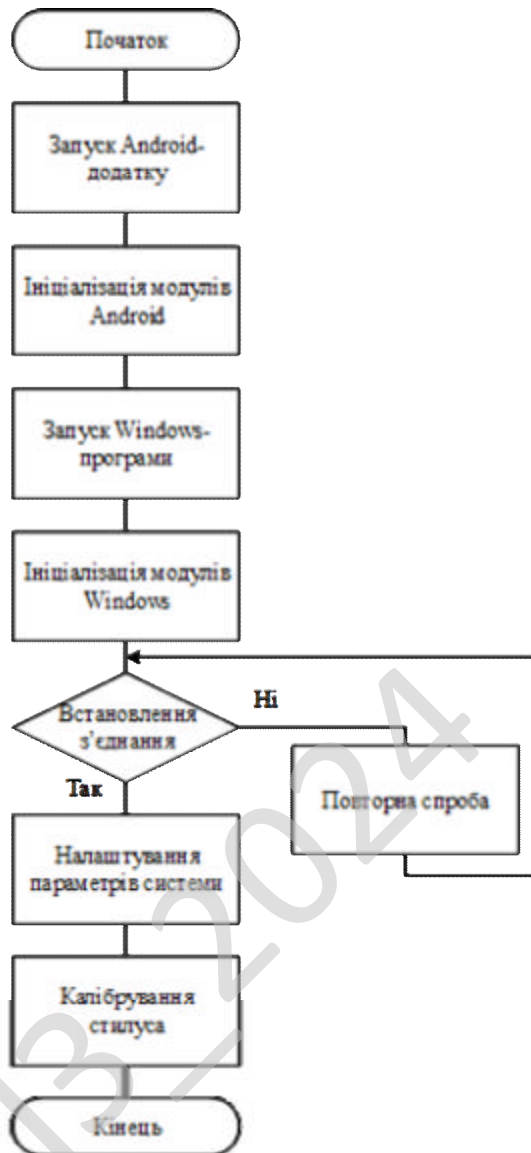 Початок
Запуск Android-
додатку
Ініціалізація модулів
Android
Запуск Windows-
програми
Ініціалізація модулів
Windows
Встановлення
з'єднання
Ні
Повторна спроба
Так
Налаштування
параметрів системи
Калібрування
стилуса
Кінець